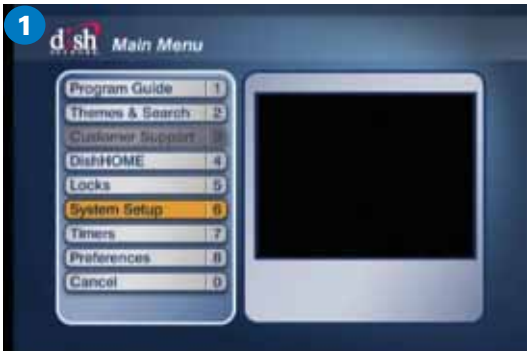 1
dish Main Menu
NETWORK
Program Guide 1
Themes & Search 2
Customer Support 3
DishHOME 4
Locks 5
System Setup 6
Timers 7
Preferences 8
Cancel 0